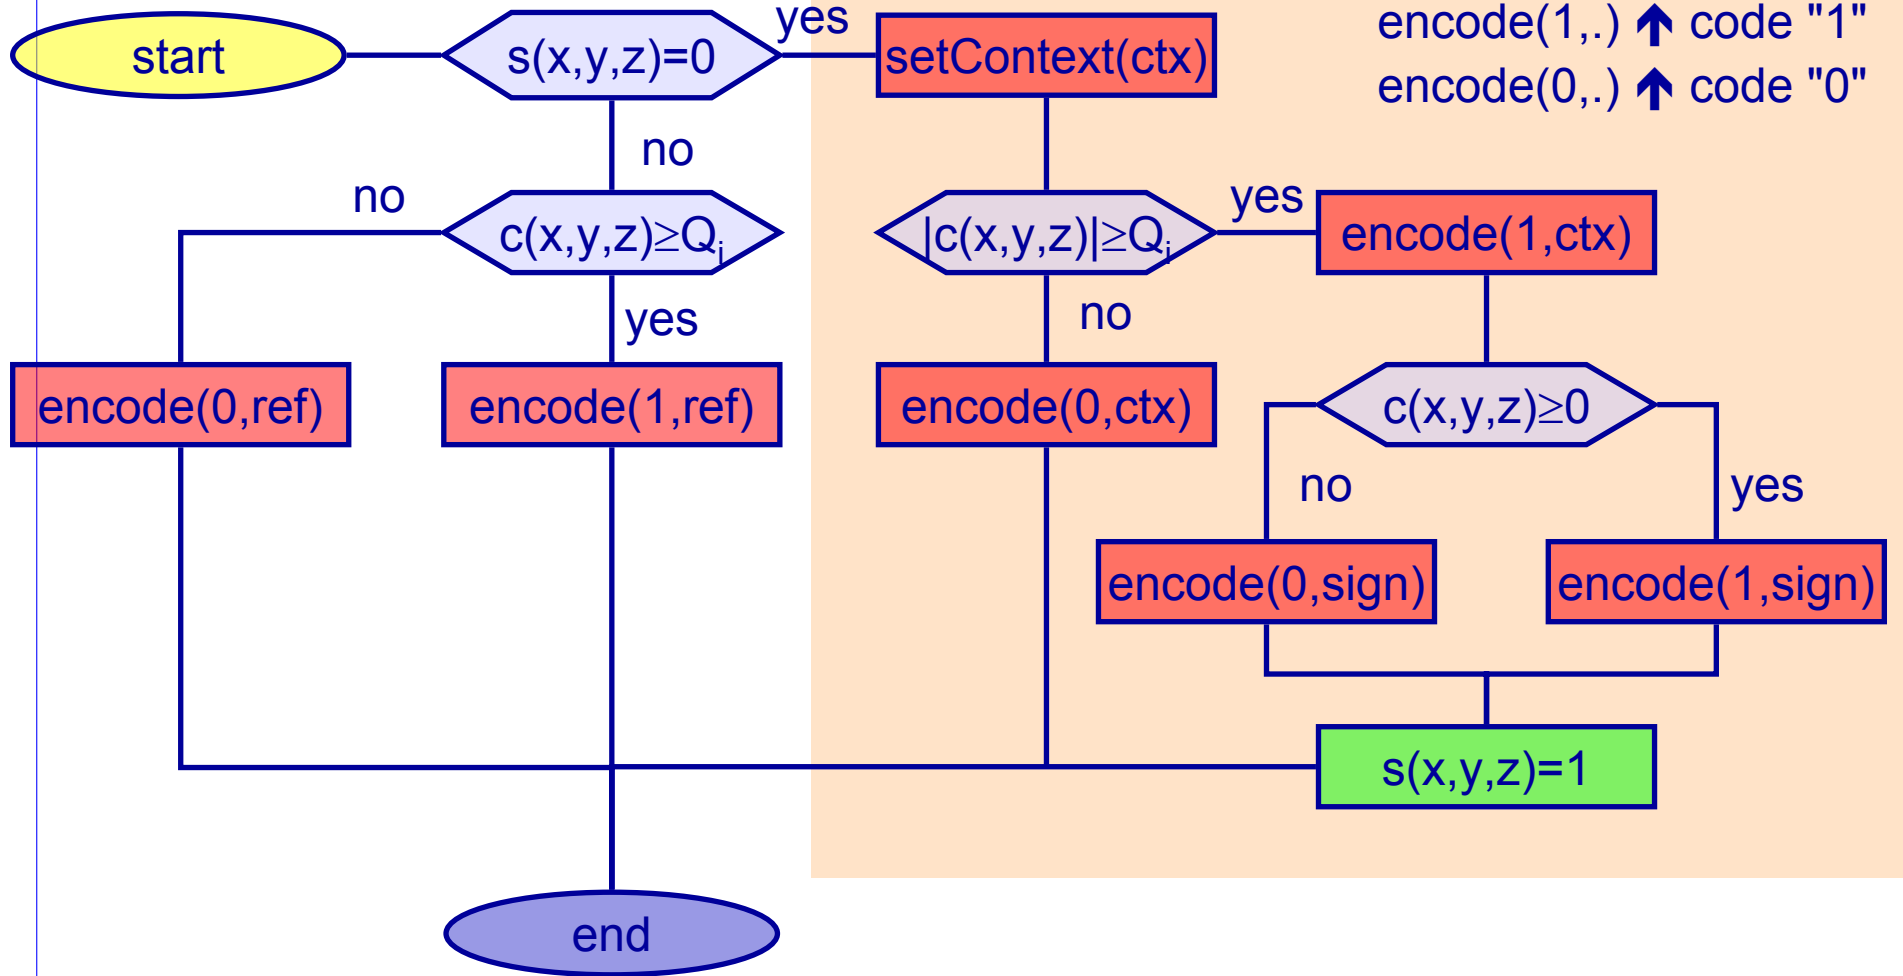 start
s(x,y,z)=0
yes
setContext(ctx)
encode(1,.) 🡹 code "1"
encode(0,.) 🡹 code "0"
no
no
c(x,y,z)≥Qi
|c(x,y,z)|≥Qi
yes
encode(1,ctx)
yes
no
encode(0,ref)
encode(1,ref)
encode(0,ctx)
c(x,y,z)≥0
no
yes
encode(0,sign)
encode(1,sign)
s(x,y,z)=1
end